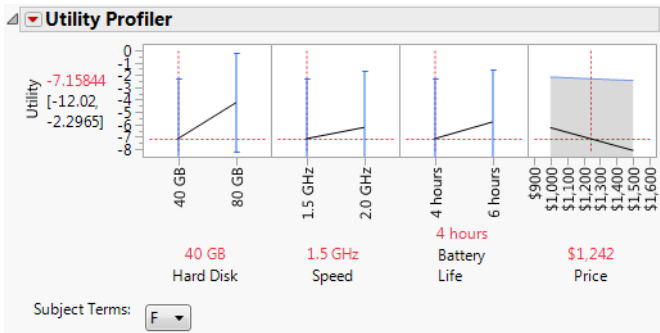 Utility Profiler
Utility
-7.15844
[-12.02,
-2.2965]
0
-1
-2
-3
-4
-5
-6
-7
-8
40 GB
80 GB
1.5 GHz
2.0 GHz
4 hours
6 hours
$900
$1,000
$1,100
$1,200
$1,300
$1,400
$1,500
$1,600
40 GB
Hard Disk
1.5 GHz
Speed
4 hours
Battery
Life
$1,242
Price
Subject Terms:
F